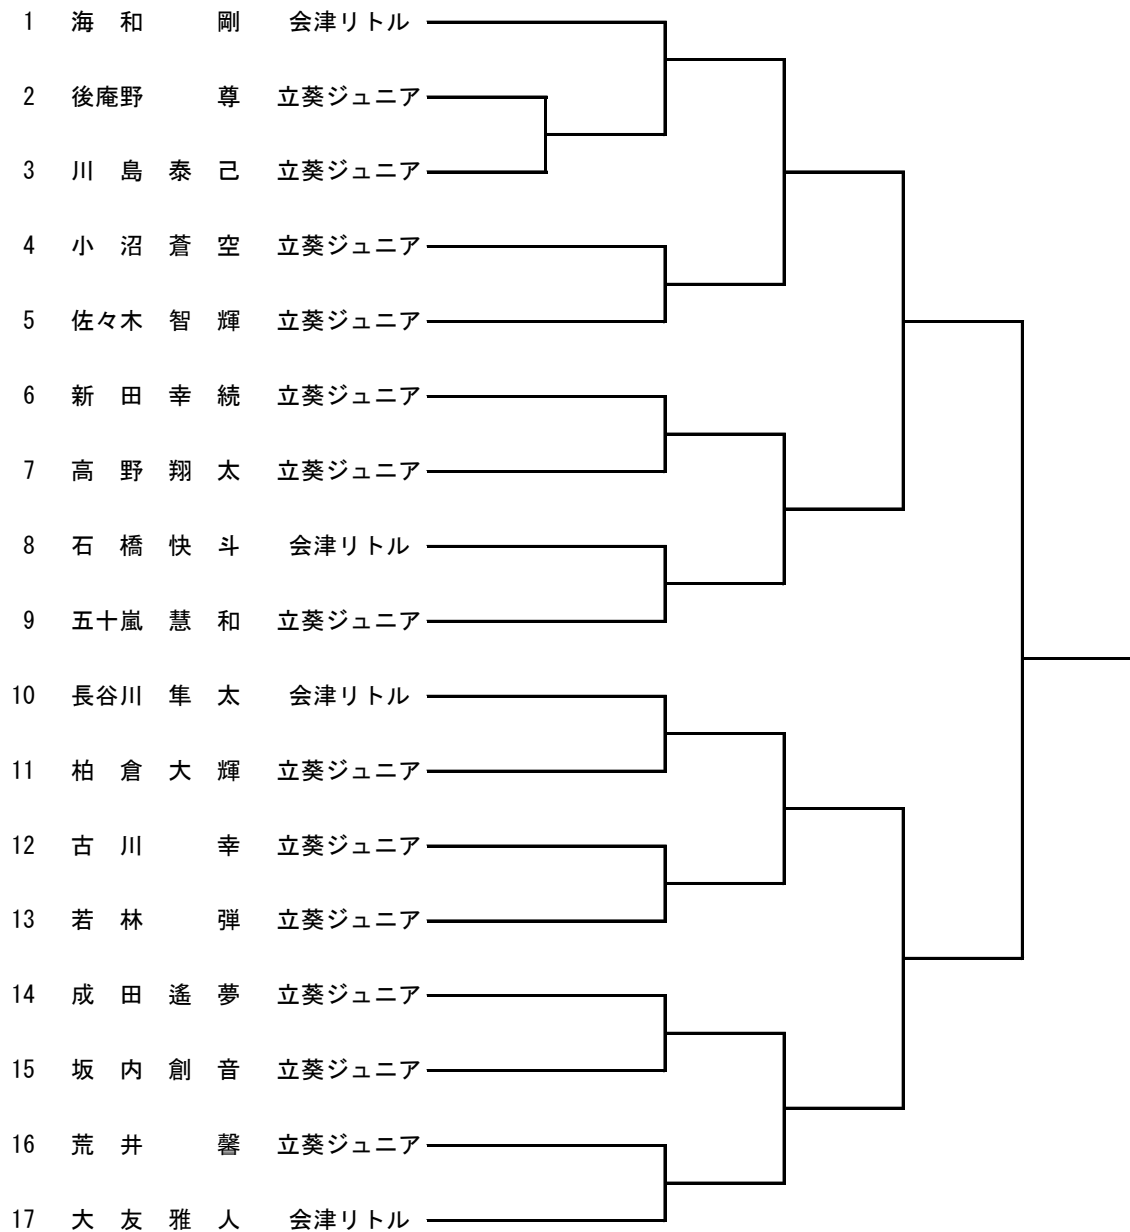 1 海 和 剛 会津リトル
2 後庵野 尊 立葵ジュニア
3 川 島 泰 己 立葵ジュニア
4 小 沼 蒼 空 立葵ジュニア
5 佐々木 智 輝 立葵ジュニア
6 新 田 幸 続 立葵ジュニア
7 高 野 翔 太 立葵ジュニア
8 石 橋 快 斗 会津リトル
9 五十嵐 慧 和 立葵ジュニア
10 長谷川 隼 太 会津リトル
11 柏 倉 大 輝 立葵ジュニア
12 古 川 幸 立葵ジュニア
13 若 林 弾 立葵ジュニア
14 成 田 遙 夢 立葵ジュニア
15 坂 内 創 音 立葵ジュニア
16 荒 井 馨 立葵ジュニア
17 大 友 雅 人 会津リトル